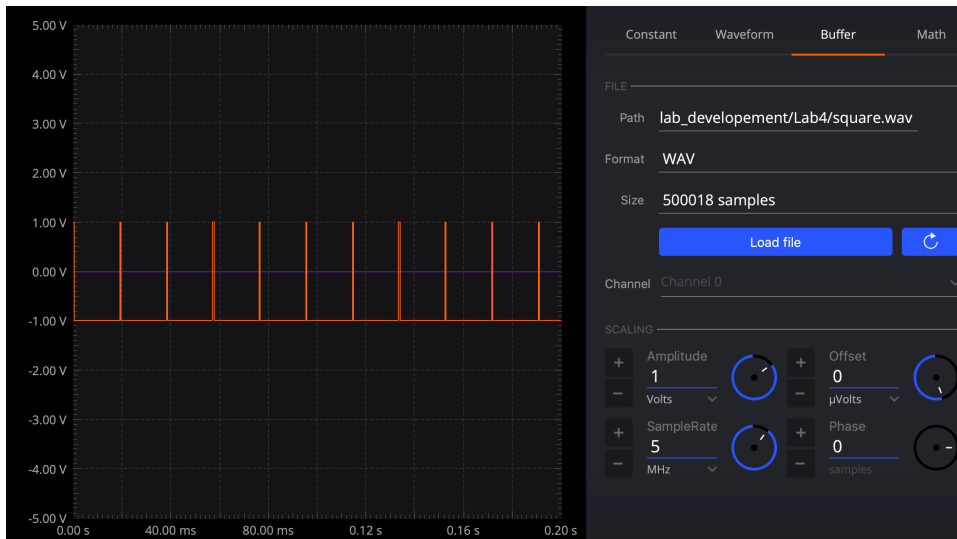 5.00 V
4.00 V
3.00 V
2.00 V
1.00 V
0.00 V
-1.00 V
-2.00 V
-3.00 V
-4.00 V
-5.00 V
0.00 s 40.00 ms 80.00 ms 0.12 s 0.16 s 0.20 s
Constant Waveform Buffer Math
FILE
Path lab_developement/Lab4/square.wav
Format WAV
Size 500018 samples
Load file
Channel Channel 0
SCALING
+ Amplitude + Offset
1 0
- Volts - µVolts
+ SampleRate + Phase
5 0
- MHz - samples